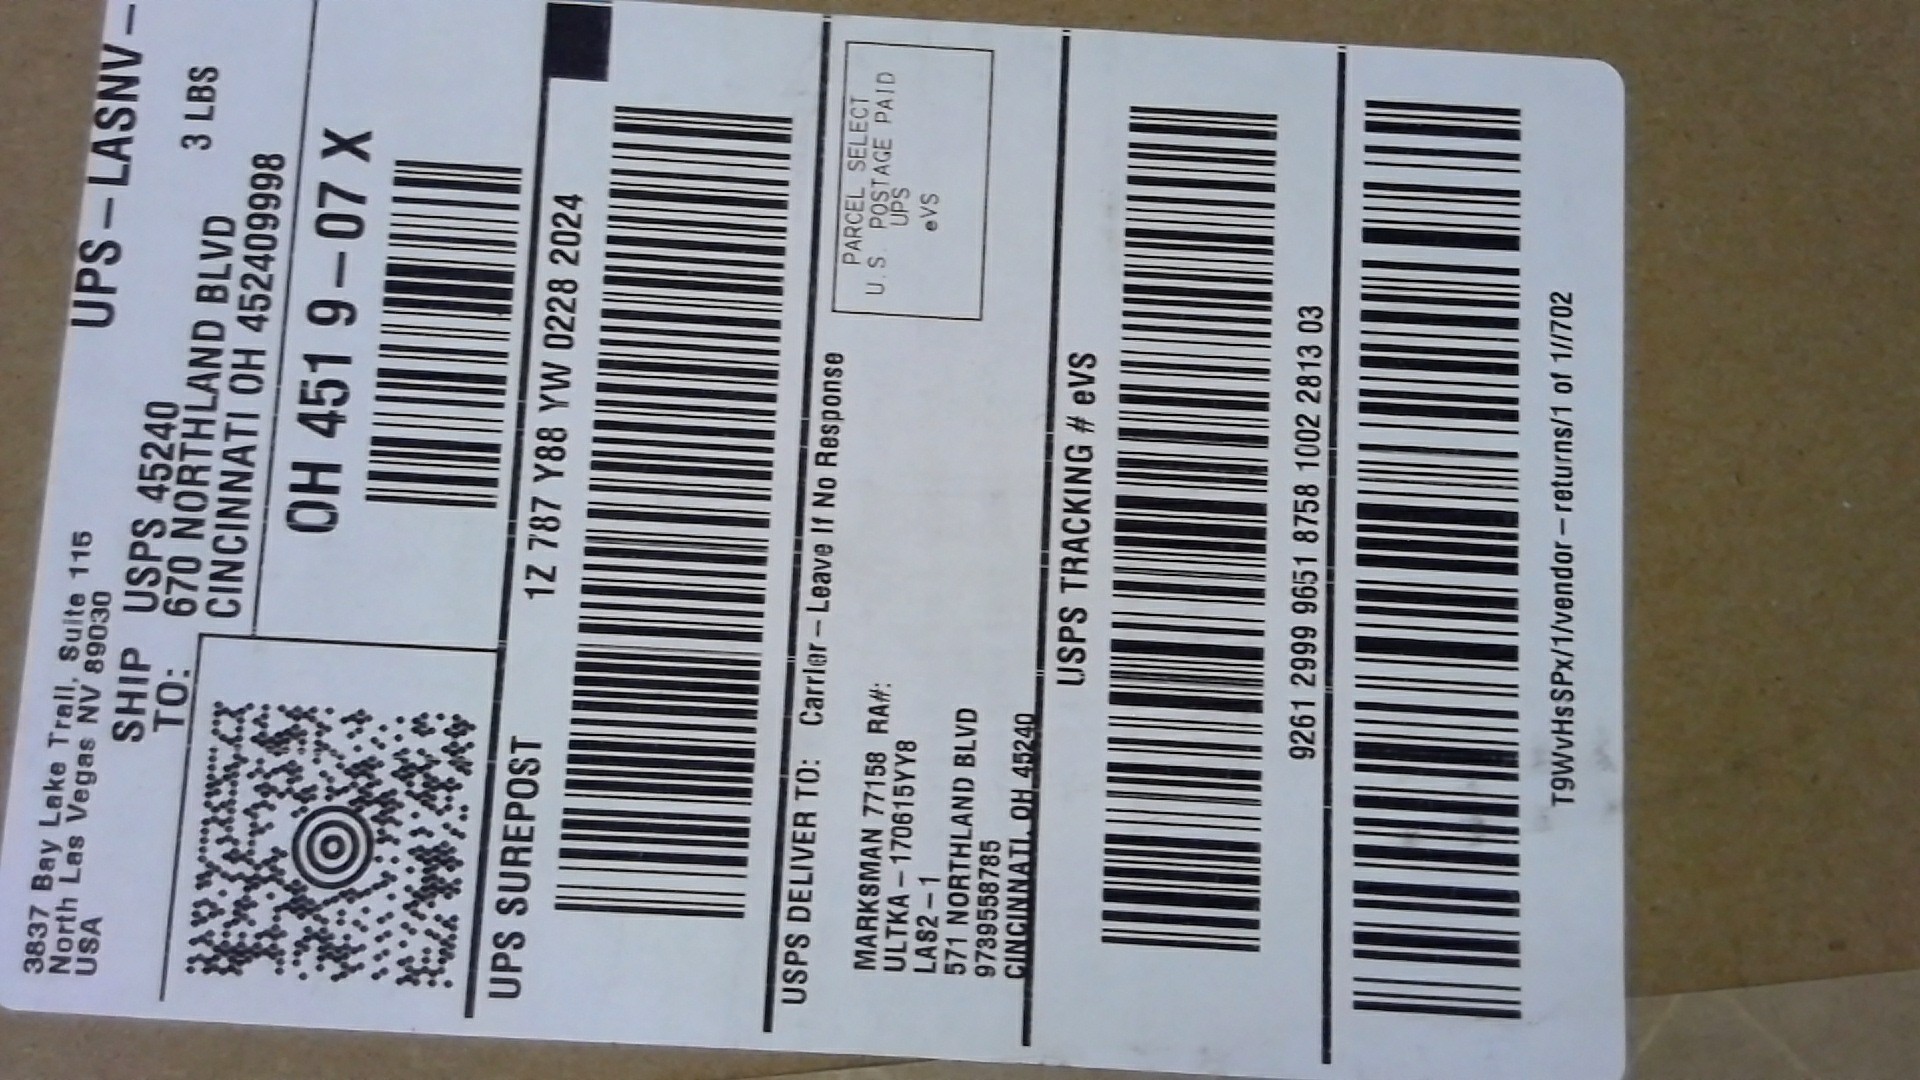 3837 Bay Lake Trail, Suite 115
North Las Vegas NV 89030
USA
UPS-LASNV-
3 LBS
SHIP TO:
USPS 45240
670 NORTHLAND BLVD
CINCINNATI OH 452409998
OH 451 9-07 X
UPS SUREPOST
1Z 787 Y88 YW 0228 2024
USPS DELIVER TO:
Carrier-Leave If No Response
MARKSMAN 77158 RA#:
ULTKA-170615YY8
LAS2-1
571 NORTHLAND BLVD
9739558785
CINCINNATI, OH 45240
PARCEL SELECT
U.S. POSTAGE PAID
UPS
eVS
USPS TRACKING # eVS
9261 2999 9651 8758 1002 2813 03
T9WvHsSPx/1/vendor-returns/1 of 1//702